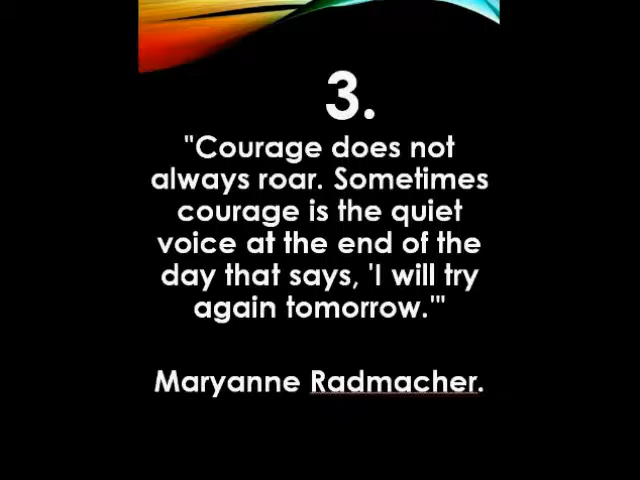 3.
"Courage does not
always roar. Sometimes
courage is the quiet
voice at the end of the
day that says, 'I will try
again tomorrow.'"
Maryanne Radmacher.